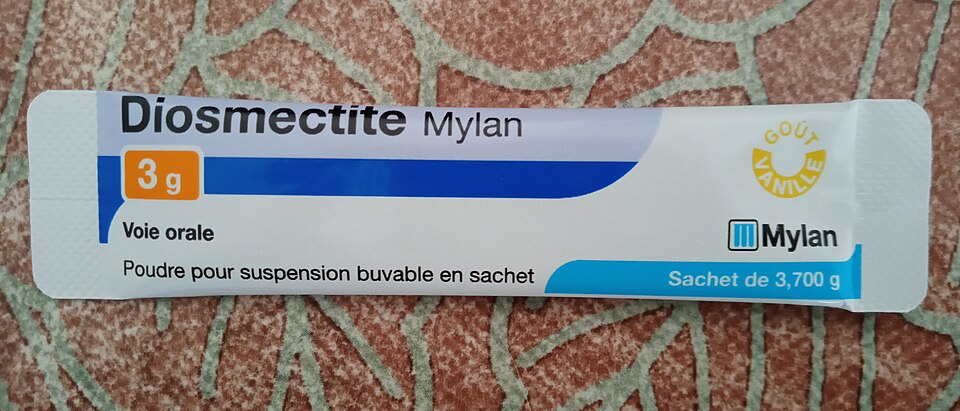 Diosmectite Mylan
3 g
GOÛT
VANILLE
Voie orale
Mylan
Poudre pour suspension buvable en sachet
Sachet de 3,700 g